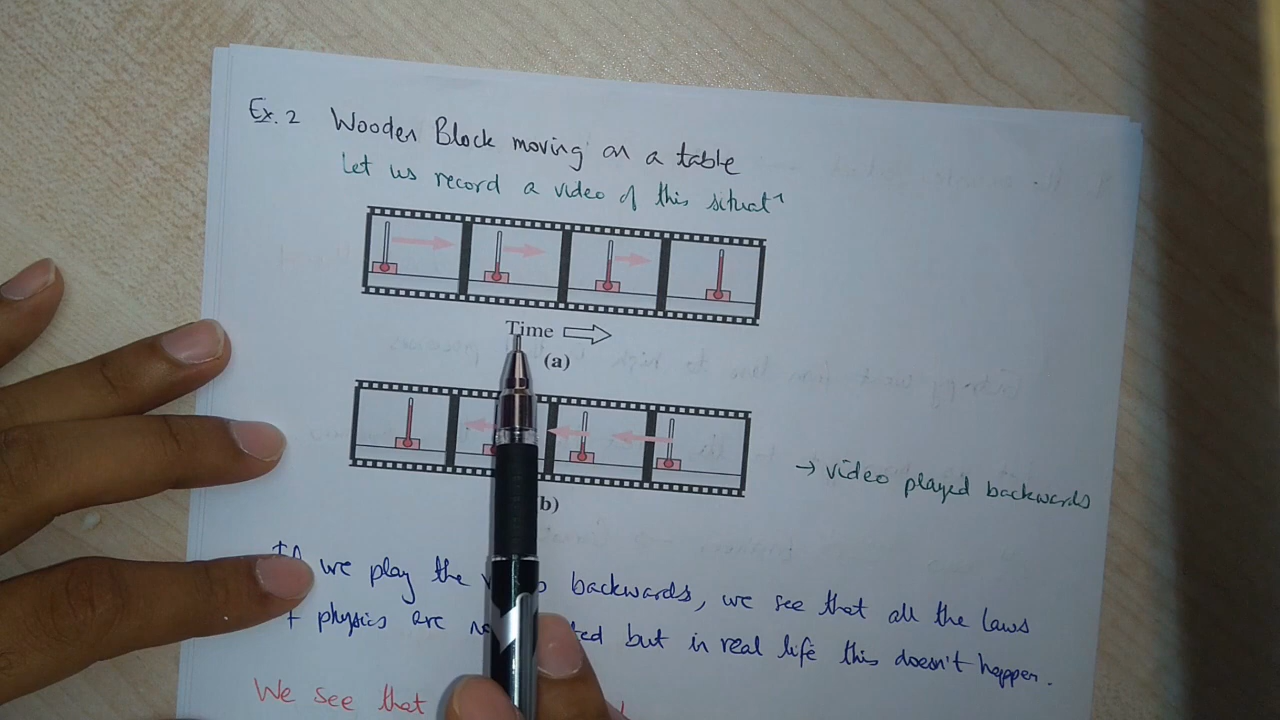 Ex. 2 Wooden Block moving on a table
Let us record a video of this situatⁿ
Time
(a)
→ video played backwards
b)
we play the backwards, we see that all the laws
physics are but in real life this doesn't happen.
We see that